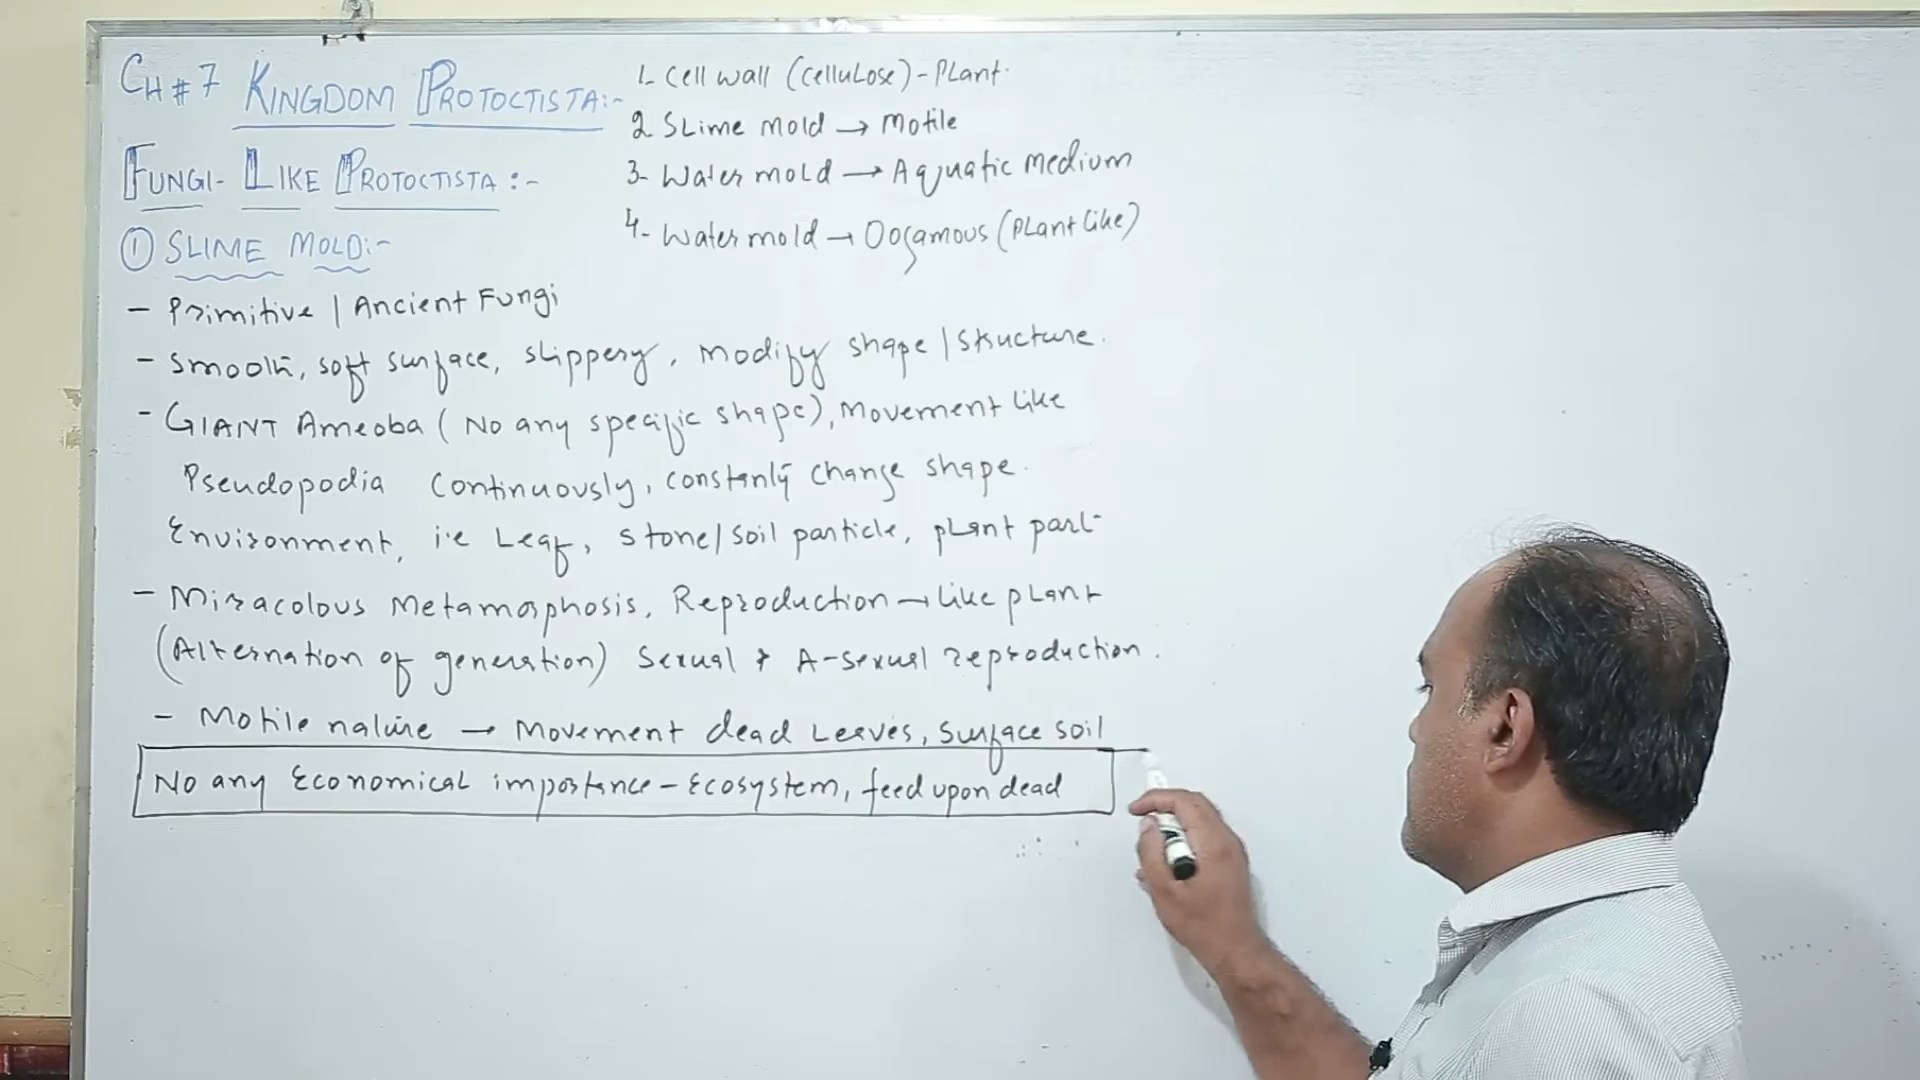 CH # 7 KINGDOM PROTOCTISTA:-
FUNGI-LIKE PROTOCTISTA:-
1 SLIME MOLD:-
1- Cell wall (Cellulose) - Plant.
2 Slime mold → Motile
3- Water mold → Aquatic medium
4- Water mold → Oogamous (Plant like)
- Primitive / Ancient Fungi
- Smooth, soft surface, slippery, modify shape / structure.
- GIANT Ameoba (No any specific shape), Movement like
Pseudopodia Continuously, constantly change shape.
Environment, i.e Leaf, Stone/soil particle, plant part-
- Miracolous Metamorphosis, Reproduction → like plant
(Alternation of generation) Sexual & A-sexual reproduction.
- Motile nature → Movement dead Leaves, Surface soil
No any Economical importance - Ecosystem, feed upon dead